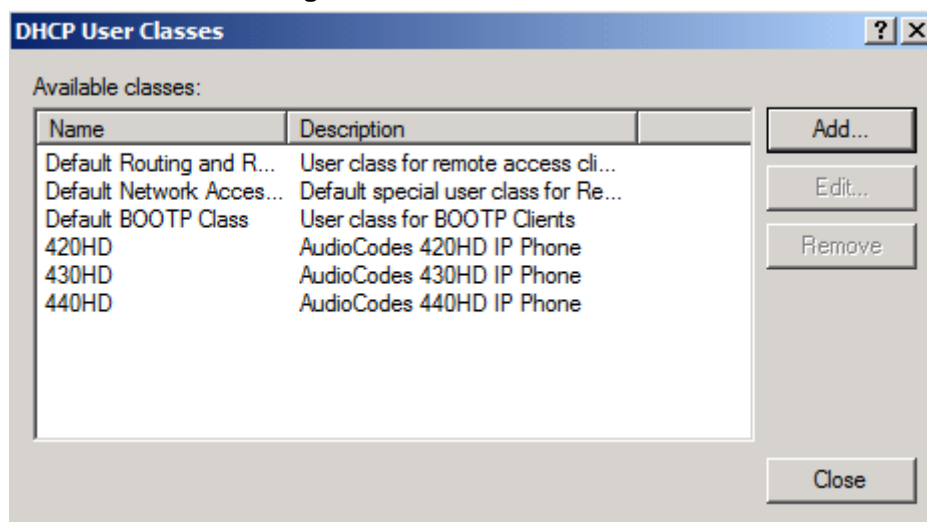 DHCP User Classes
Available classes:
Name Description
Add...
Default Routing and R... User class for remote access cli...
Default Network Acces... Default special user class for Re...
Edit...
Default BOOTP Class User class for BOOTP Clients
420HD AudioCodes 420HD IP Phone
Remove
430HD AudioCodes 430HD IP Phone
440HD AudioCodes 440HD IP Phone
Close